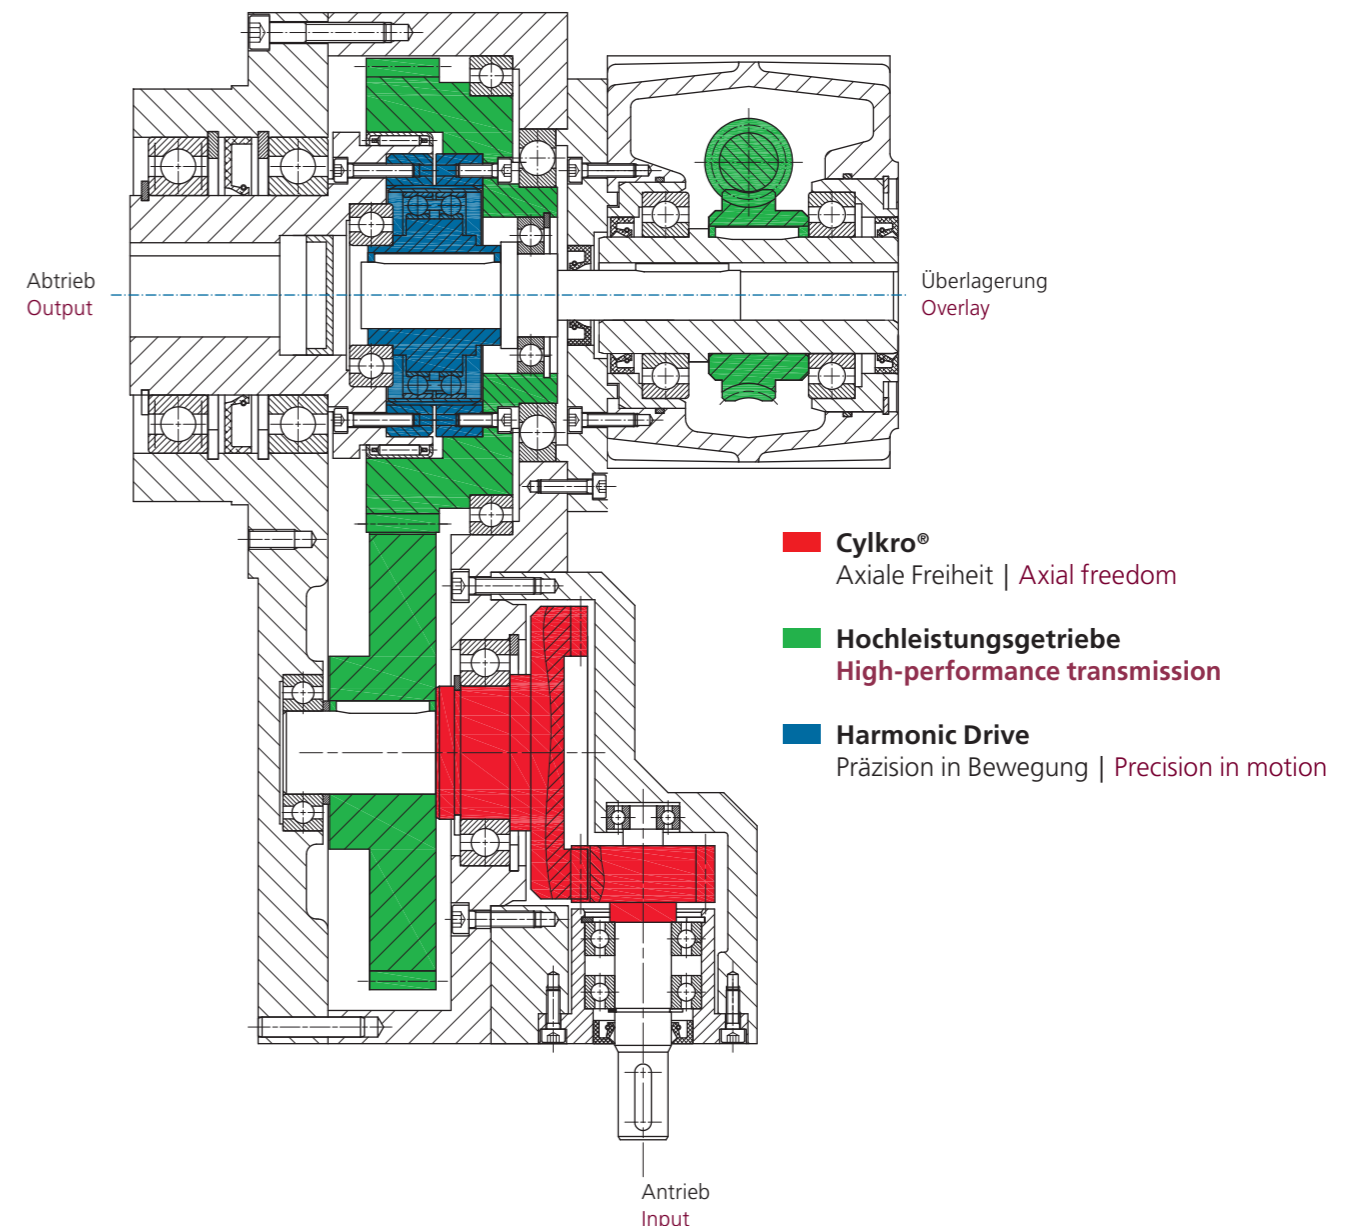 Abtrieb
Output
Überlagerung
Overlay
Cylkro®
Axiale Freiheit | Axial freedom
Hochleistungsgetriebe
High-performance transmission
Harmonic Drive
Präzision in Bewegung | Precision in motion
Antrieb
Input